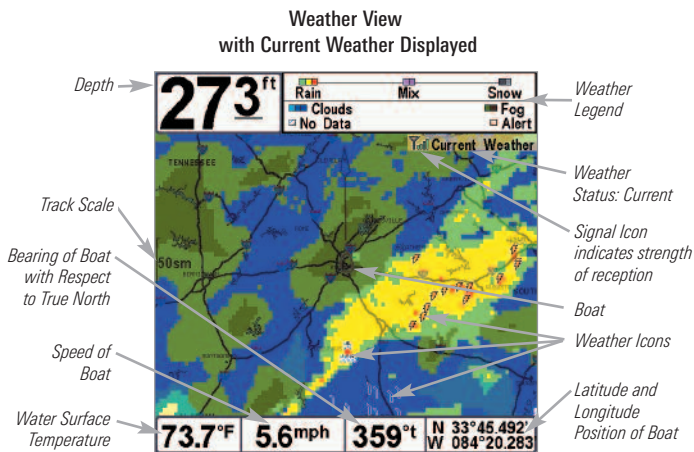 Weather View
with Current Weather Displayed
Depth
273 ft
Rain Mix Snow
Clouds Fog
No Data Alert
Weather
Legend
Current Weather
TENNESSEE
Weather
Status: Current
Track Scale
50sm
Signal Icon
indicates strength
of reception
Bearing of Boat
with Respect
to True North
Boat
Weather Icons
Speed of
Boat
Latitude and
Longitude
Position of Boat
Water Surface
Temperature
73.7°F
5.6mph
359°t
N 33°45.492'
W 084°20.283